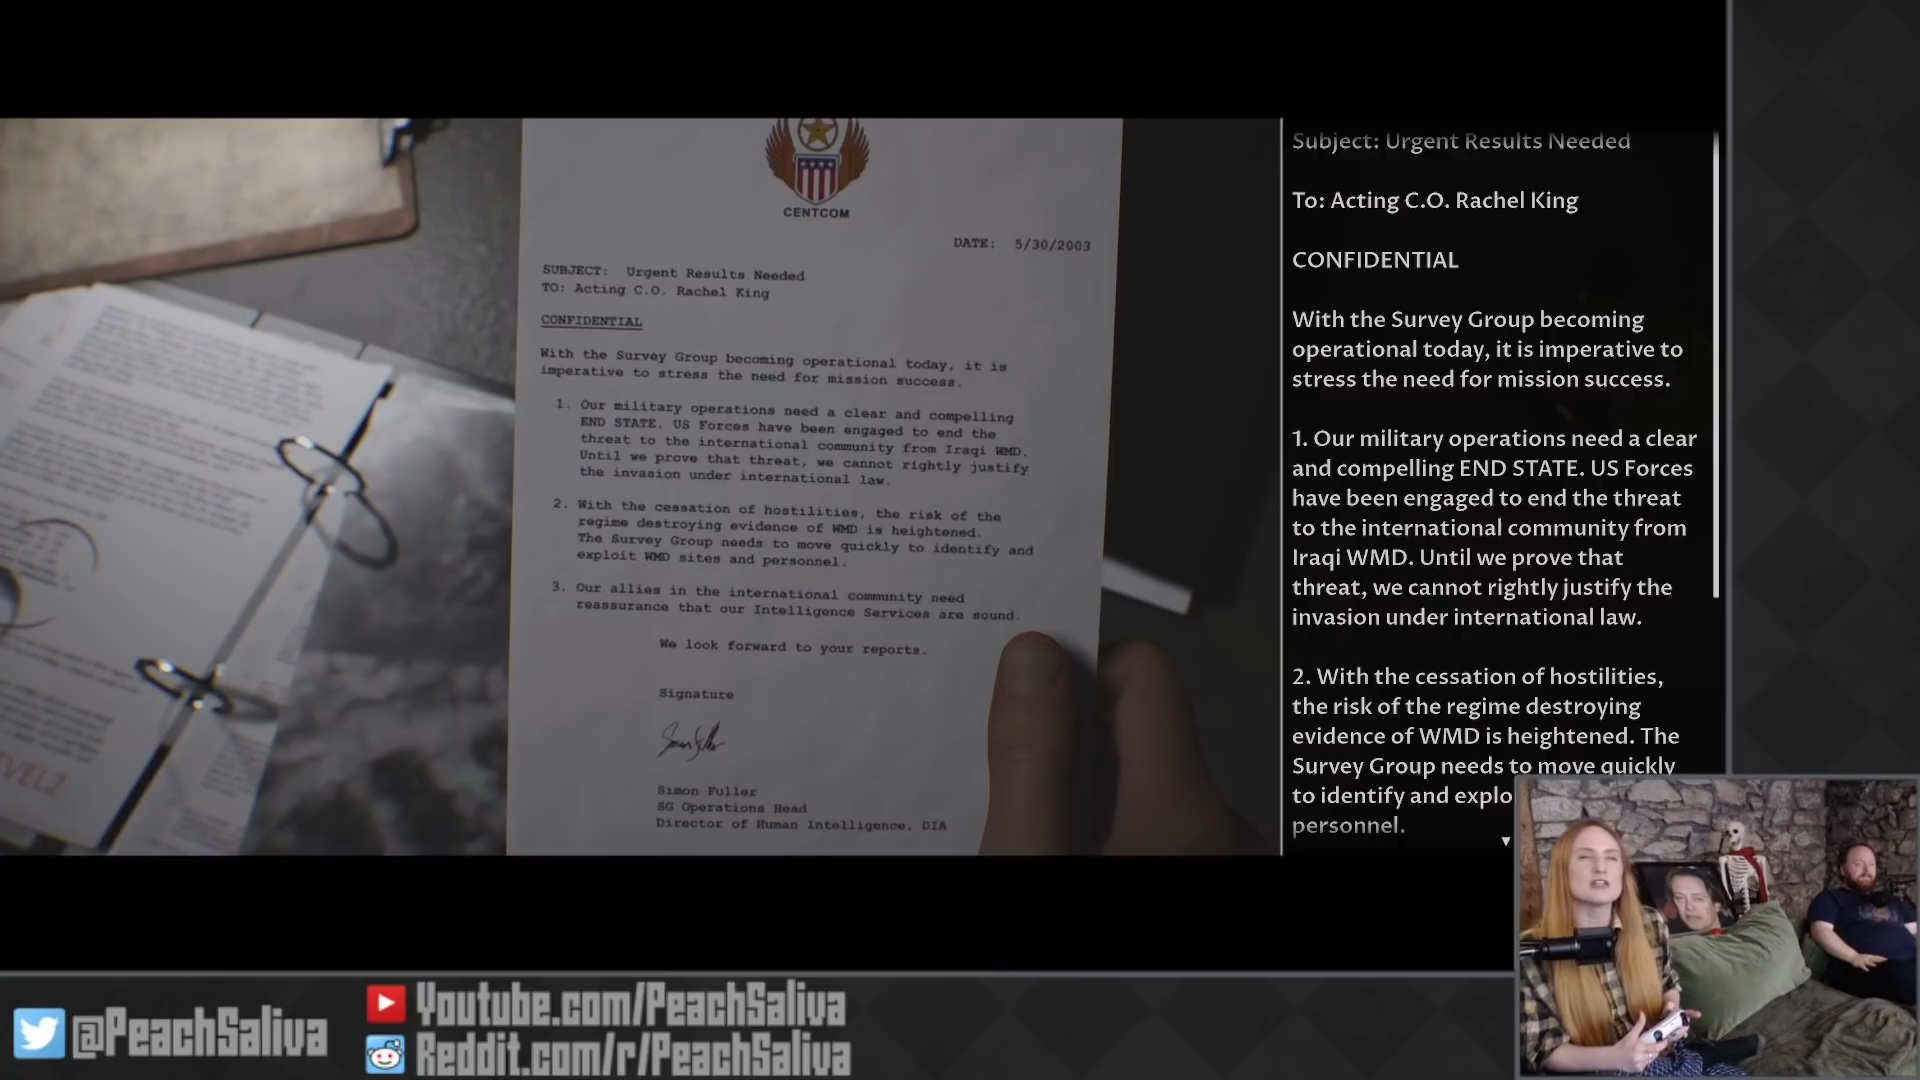 CENTCOM
DATE: 5/30/2003
SUBJECT: Urgent Results Needed
TO: Acting C.O. Rachel King
CONFIDENTIAL
With the Survey Group becoming operational today, it is
imperative to stress the need for mission success.
1. Our military operations need a clear and compelling
END STATE. US Forces have been engaged to end the
threat to the international community from Iraqi WMD.
Until we prove that threat, we cannot rightly justify
the invasion under international law.
2. With the cessation of hostilities, the risk of the
regime destroying evidence of WMD is heightened.
The Survey Group needs to move quickly to identify and
exploit WMD sites and personnel.
3. Our allies in the international community need
reassurance that our Intelligence Services are sound.
We look forward to your reports.
Signature
Simon Fuller
SG Operations Head
Director of Human Intelligence, DIA
Subject: Urgent Results Needed
To: Acting C.O. Rachel King
CONFIDENTIAL
With the Survey Group becoming
operational today, it is imperative to
stress the need for mission success.
1. Our military operations need a clear
and compelling END STATE. US Forces
have been engaged to end the threat
to the international community from
Iraqi WMD. Until we prove that
threat, we cannot rightly justify the
invasion under international law.
2. With the cessation of hostilities,
the risk of the regime destroying
evidence of WMD is heightened. The
Survey Group needs to move quickly
to identify and explo
personnel.
@PeachSaliva
Youtube.com/PeachSaliva
Reddit.com/r/PeachSaliva